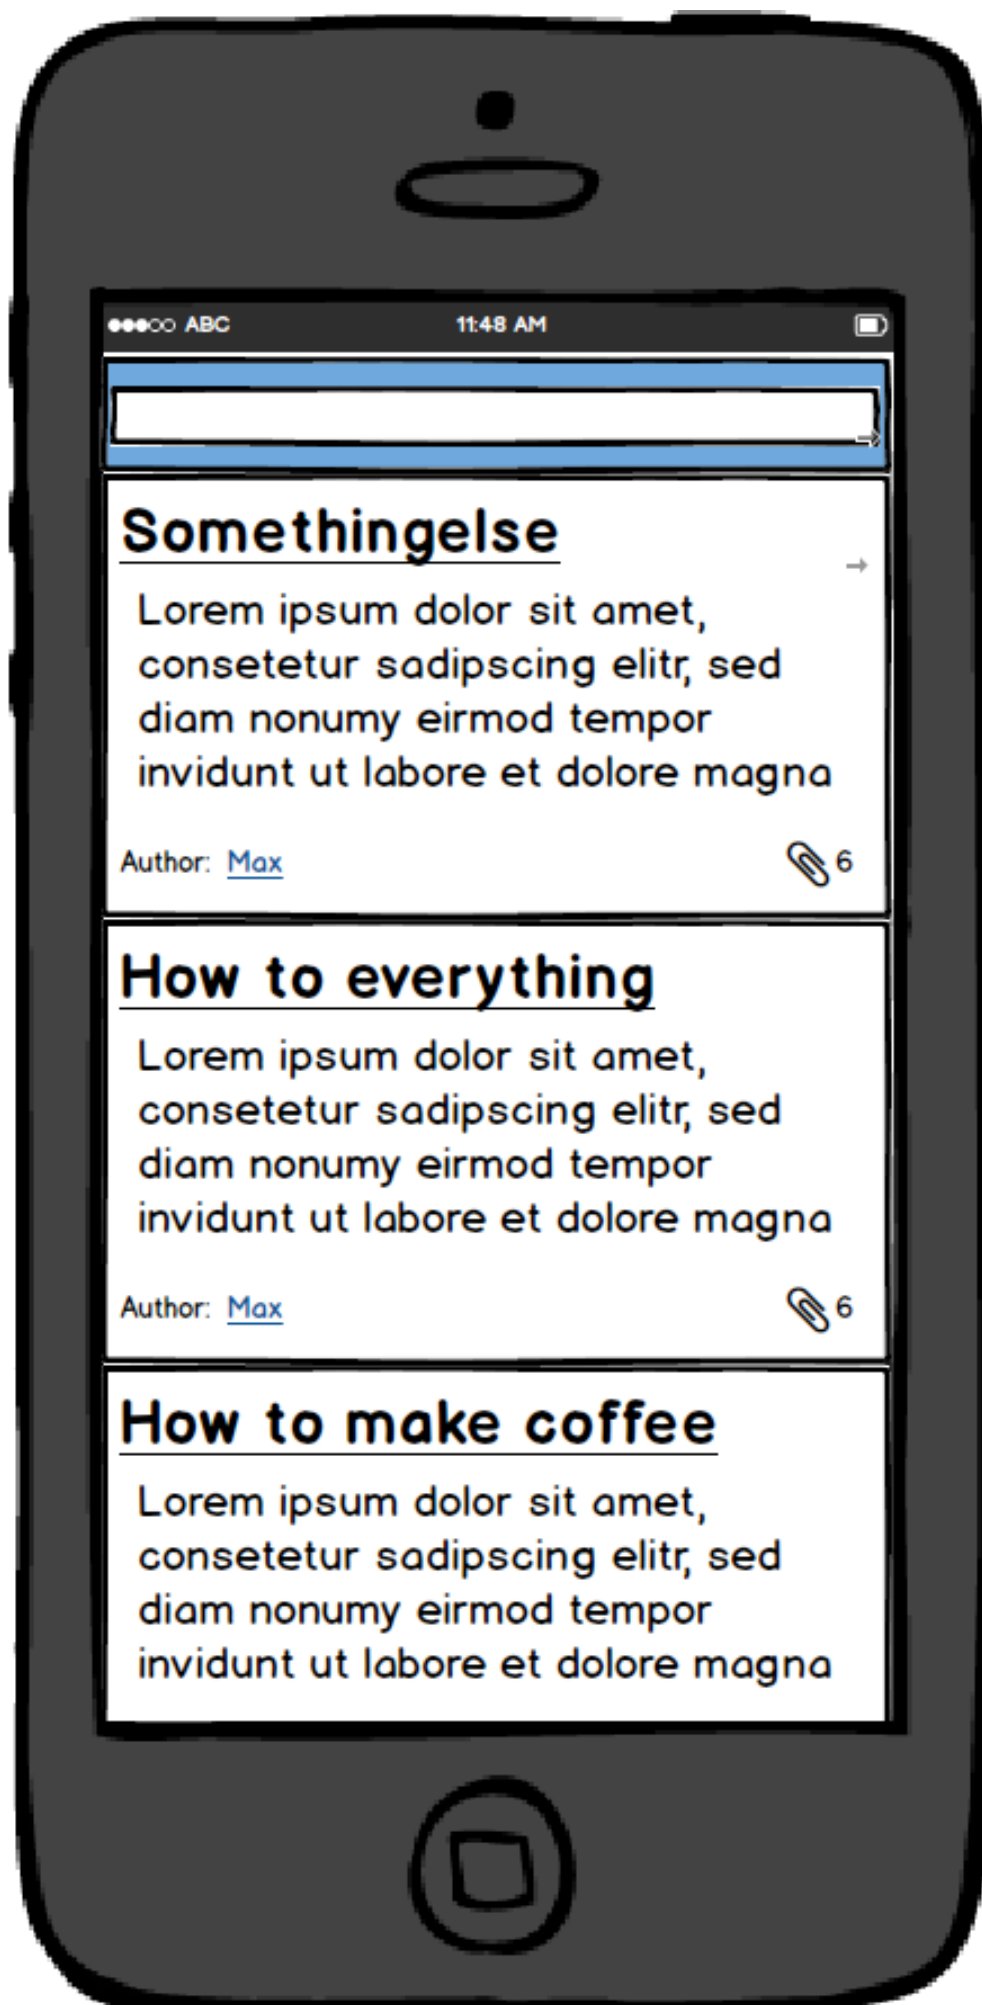 ABC 11:48 AM
Somethingelse
Lorem ipsum dolor sit amet,
consetetur sadipscing elitr, sed
diam nonumy eirmod tempor
invidunt ut labore et dolore magna
Author: Max 6
How to everything
Lorem ipsum dolor sit amet,
consetetur sadipscing elitr, sed
diam nonumy eirmod tempor
invidunt ut labore et dolore magna
Author: Max 6
How to make coffee
Lorem ipsum dolor sit amet,
consetetur sadipscing elitr, sed
diam nonumy eirmod tempor
invidunt ut labore et dolore magna